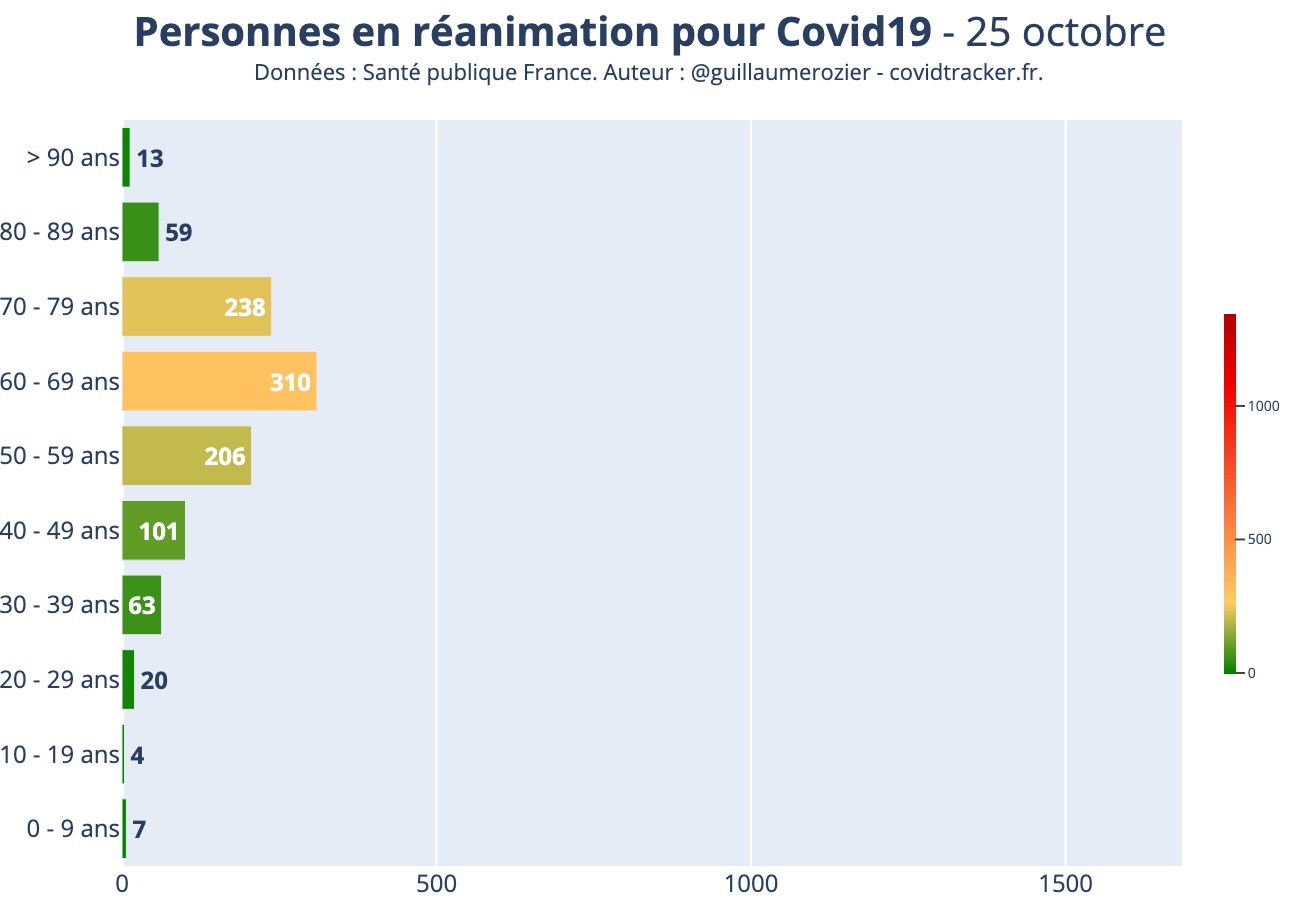 Personnes en réanimation pour Covid19 - 25 octobre
Données : Santé publique France. Auteur : @guillaumerozier - covidtracker.fr.
> 90 ans 13
80 - 89 ans 59
70 - 79 ans 238
60 - 69 ans 310
50 - 59 ans 206
40 - 49 ans 101
30 - 39 ans 63
20 - 29 ans 20
10 - 19 ans 4
0 - 9 ans 7
0 500 1000 1500
1000
500
0